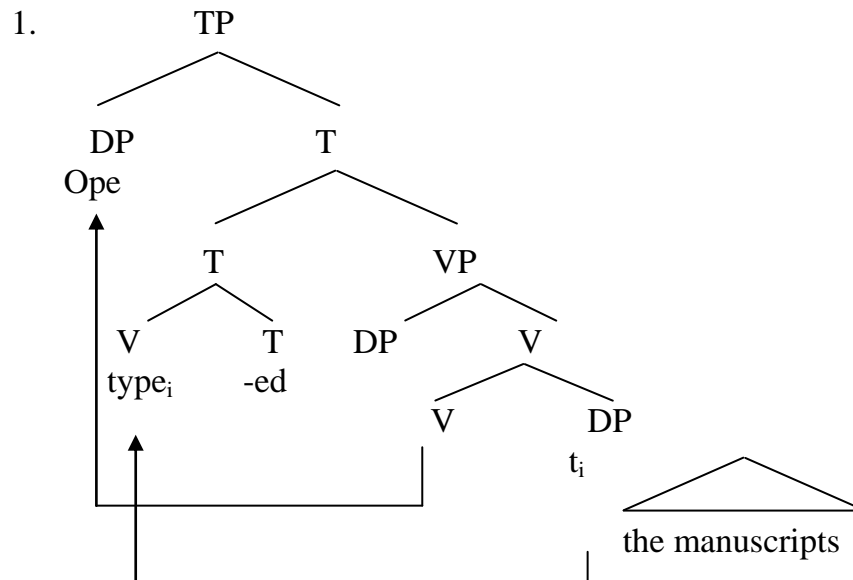 1. TP
DP T
Ope
T VP
V T DP V
typeᵢ -ed V DP
tᵢ
the manuscripts